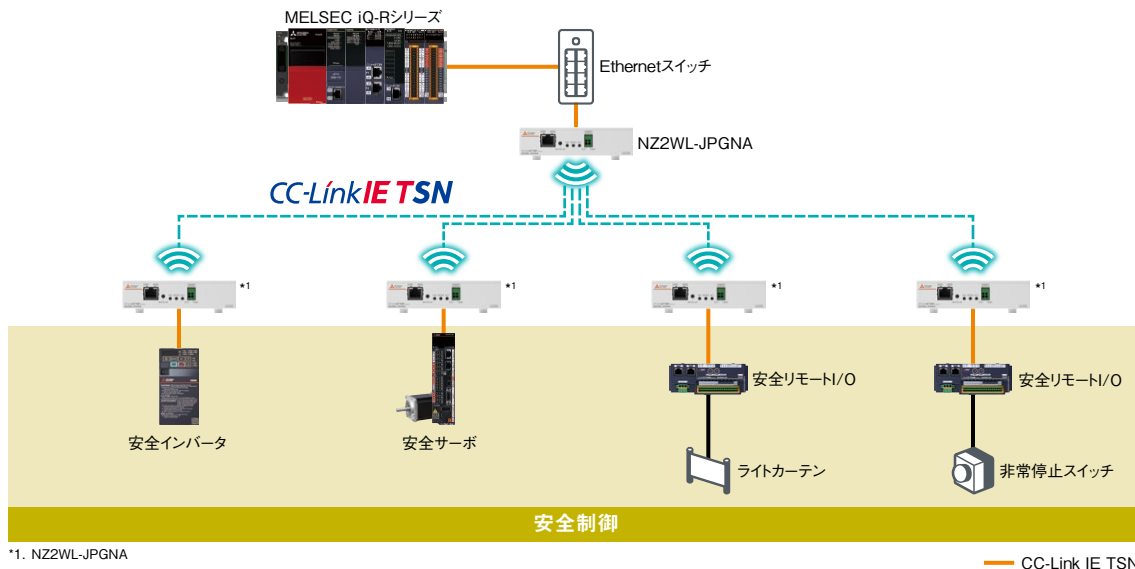 MELSEC iQ-Rシリーズ
Ethernetスイッチ
NZ2WL-JPGNA
CC-Link IE TSN
*1
*1
*1
*1
安全リモートI/O
安全リモートI/O
安全インバータ
安全サーボ
ライトカーテン
非常停止スイッチ
安全制御
*1. NZ2WL-JPGNA
CC-Link IE TSN